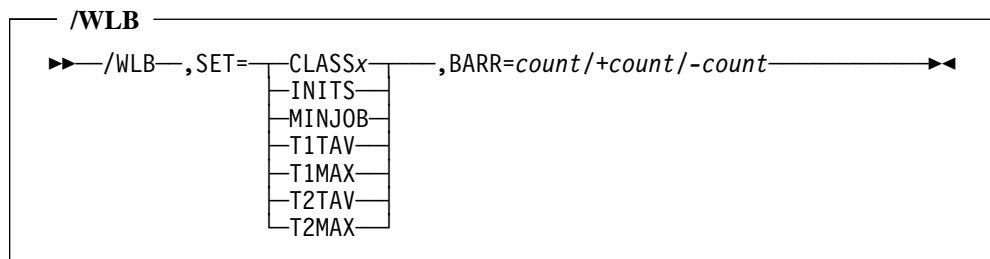 /WLB
/WLB ,SET= CLASSx ,BARR=count/+count/-count
INITS
MINJOB
T1TAV
T1MAX
T2TAV
T2MAX